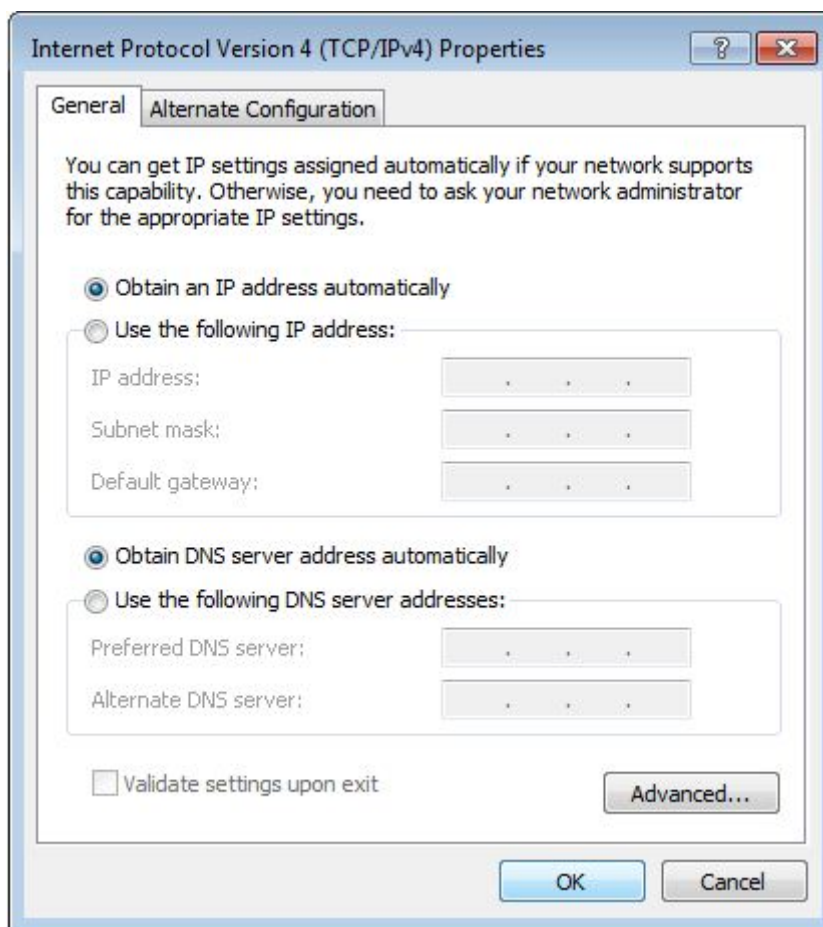 Internet Protocol Version 4 (TCP/IPv4) Properties
?
General
Alternate Configuration
You can get IP settings assigned automatically if your network supports
this capability. Otherwise, you need to ask your network administrator
for the appropriate IP settings.
Obtain an IP address automatically
Use the following IP address:
IP address: . . .
Subnet mask: . . .
Default gateway: . . .
Obtain DNS server address automatically
Use the following DNS server addresses:
Preferred DNS server: . . .
Alternate DNS server: . . .
Validate settings upon exit
Advanced...
OK
Cancel